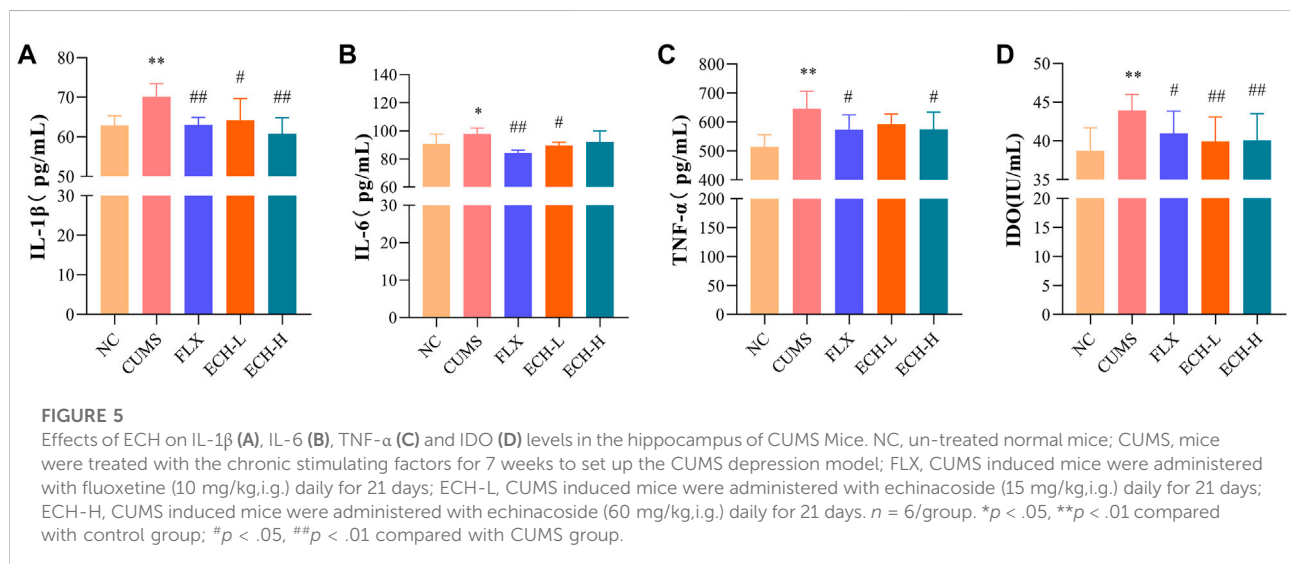 A
IL-1β ( pg/mL)
80
70
60
50
30
20
10
0
**
##
#
##
NC
CUMS
FLX
ECH-L
ECH-H
B
IL-6 ( pg/mL)
140
120
100
80
60
30
20
10
0
*
##
#
NC
CUMS
FLX
ECH-L
ECH-H
C
TNF-α ( pg/mL)
800
700
600
500
400
200
150
100
50
0
**
#
#
NC
CUMS
FLX
ECH-L
ECH-H
D
IDO(IU/mL)
50
45
40
35
20
15
10
5
0
**
#
##
##
NC
CUMS
FLX
ECH-L
ECH-H
FIGURE 5
Effects of ECH on IL-1β (A), IL-6 (B), TNF-α (C) and IDO (D) levels in the hippocampus of CUMS Mice. NC, un-treated normal mice; CUMS, mice
were treated with the chronic stimulating factors for 7 weeks to set up the CUMS depression model; FLX, CUMS induced mice were administered
with fluoxetine (10 mg/kg,i.g.) daily for 21 days; ECH-L, CUMS induced mice were administered with echinacoside (15 mg/kg,i.g.) daily for 21 days;
ECH-H, CUMS induced mice were administered with echinacoside (60 mg/kg,i.g.) daily for 21 days. n = 6/group. *p < .05, **p < .01 compared
with control group; #p < .05, ##p < .01 compared with CUMS group.